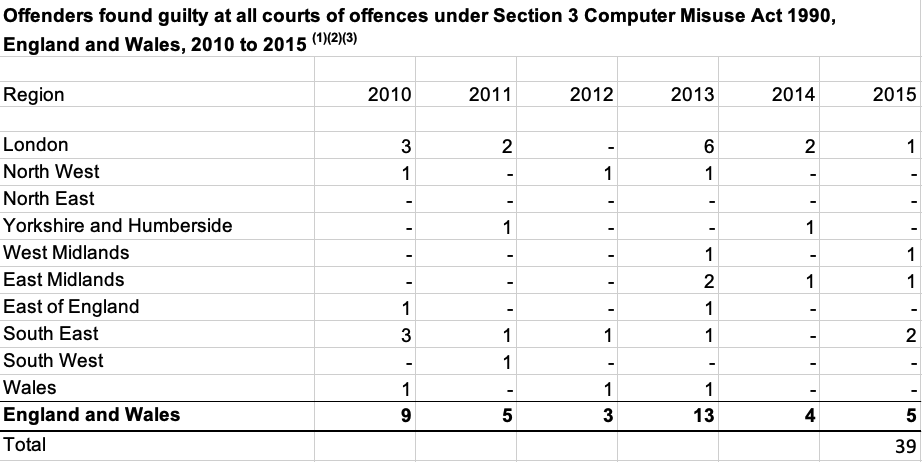 Offenders found guilty at all courts of offences under Section 3 Computer Misuse Act 1990,
England and Wales, 2010 to 2015 (1)(2)(3)
Region 2010 2011 2012 2013 2014 2015
London 3 2 - 6 2 1
North West 1 - 1 1 - -
North East - - - - - -
Yorkshire and Humberside - 1 - - 1 -
West Midlands - - - 1 - 1
East Midlands - - - 2 1 1
East of England 1 - - 1 - -
South East 3 1 1 1 - 2
South West - 1 - - - -
Wales 1 - 1 1 - -
England and Wales 9 5 3 13 4 5
Total 39